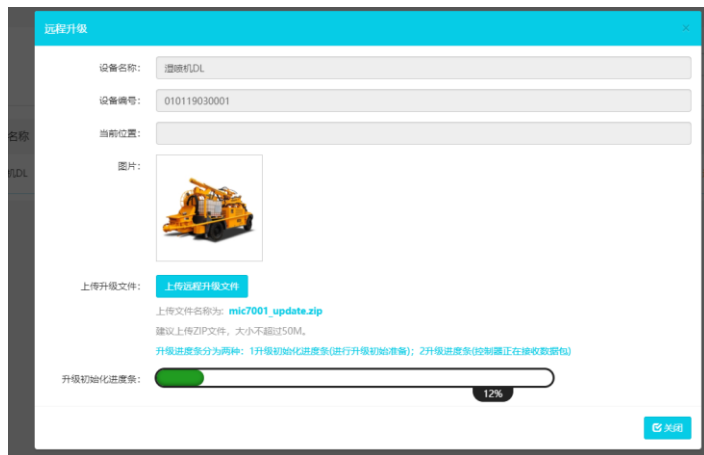 远程升级
×
设备名称：
湿喷机DL
设备编号：
010119030001
名称
当前位置：
机DL
图片：
上传升级文件：
上传远程升级文件
上传文件名称为: mic7001_update.zip
建议上传ZIP文件，大小不超过50M。
升级进度条分为两种：1升级初始化进度条(进行升级初始准备)；2升级进度条(控制器正在接收数据包)
升级初始化进度条：
12%
关闭